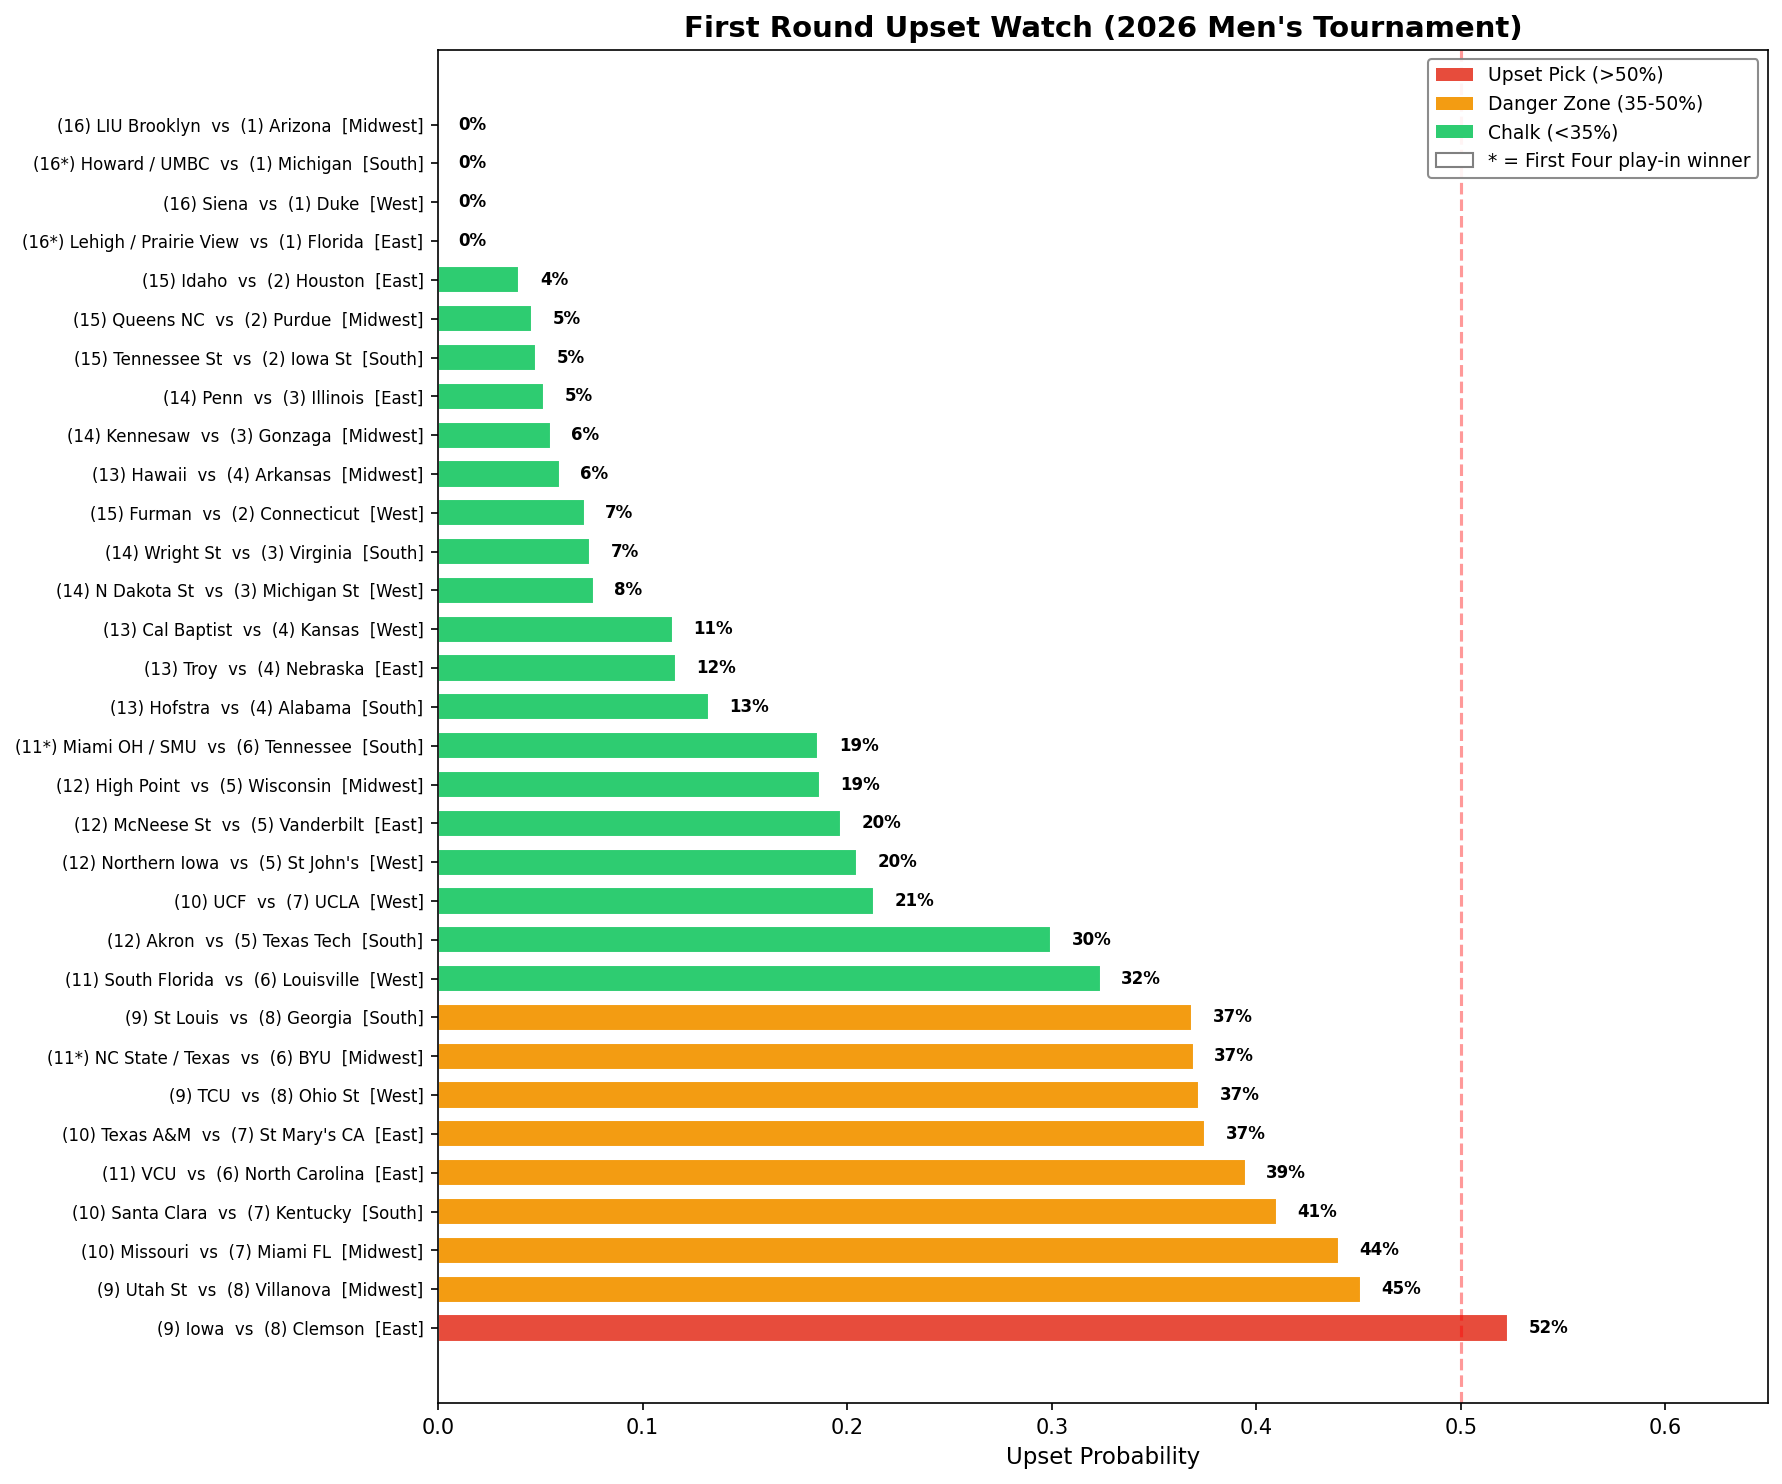 First Round Upset Watch (2026 Men's Tournament)
Upset Pick (>50%)
Danger Zone (35-50%)
Chalk (<35%)
* = First Four play-in winner
(16) LIU Brooklyn vs (1) Arizona [Midwest] 0%
(16*) Howard / UMBC vs (1) Michigan [South] 0%
(16) Siena vs (1) Duke [West] 0%
(16*) Lehigh / Prairie View vs (1) Florida [East] 0%
(15) Idaho vs (2) Houston [East] 4%
(15) Queens NC vs (2) Purdue [Midwest] 5%
(15) Tennessee St vs (2) Iowa St [South] 5%
(14) Penn vs (3) Illinois [East] 5%
(14) Kennesaw vs (3) Gonzaga [Midwest] 6%
(13) Hawaii vs (4) Arkansas [Midwest] 6%
(15) Furman vs (2) Connecticut [West] 7%
(14) Wright St vs (3) Virginia [South] 7%
(14) N Dakota St vs (3) Michigan St [West] 8%
(13) Cal Baptist vs (4) Kansas [West] 11%
(13) Troy vs (4) Nebraska [East] 12%
(13) Hofstra vs (4) Alabama [South] 13%
(11*) Miami OH / SMU vs (6) Tennessee [South] 19%
(12) High Point vs (5) Wisconsin [Midwest] 19%
(12) McNeese St vs (5) Vanderbilt [East] 20%
(12) Northern Iowa vs (5) St John's [West] 20%
(10) UCF vs (7) UCLA [West] 21%
(12) Akron vs (5) Texas Tech [South] 30%
(11) South Florida vs (6) Louisville [West] 32%
(9) St Louis vs (8) Georgia [South] 37%
(11*) NC State / Texas vs (6) BYU [Midwest] 37%
(9) TCU vs (8) Ohio St [West] 37%
(10) Texas A&M vs (7) St Mary's CA [East] 37%
(11) VCU vs (6) North Carolina [East] 39%
(10) Santa Clara vs (7) Kentucky [South] 41%
(10) Missouri vs (7) Miami FL [Midwest] 44%
(9) Utah St vs (8) Villanova [Midwest] 45%
(9) Iowa vs (8) Clemson [East] 52%
0.0 0.1 0.2 0.3 0.4 0.5 0.6
Upset Probability